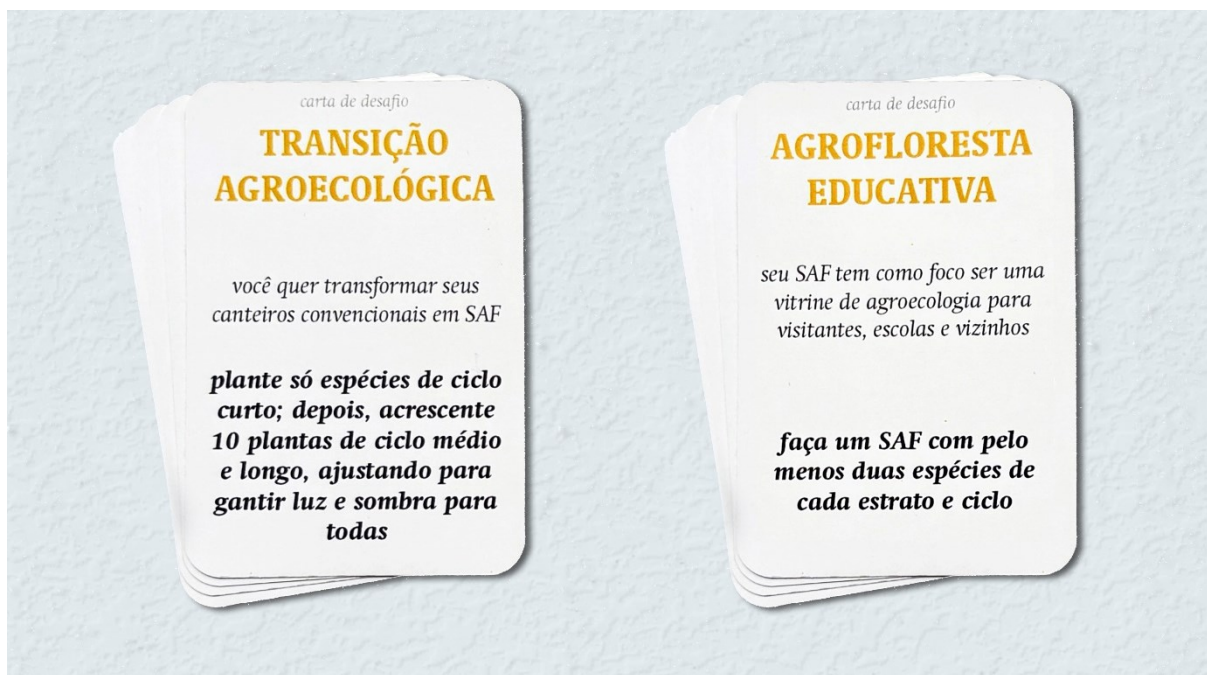 carta de desafio
TRANSIÇÃO
AGROECOLÓGICA
você quer transformar seus
canteiros convencionais em SAF
plante só espécies de ciclo
curto; depois, acrescente
10 plantas de ciclo médio
e longo, ajustando para
gantir luz e sombra para
todas
carta de desafio
AGROFLORESTA
EDUCATIVA
seu SAF tem como foco ser uma
vitrine de agroecologia para
visitantes, escolas e vizinhos
faça um SAF com pelo
menos duas espécies de
cada estrato e ciclo